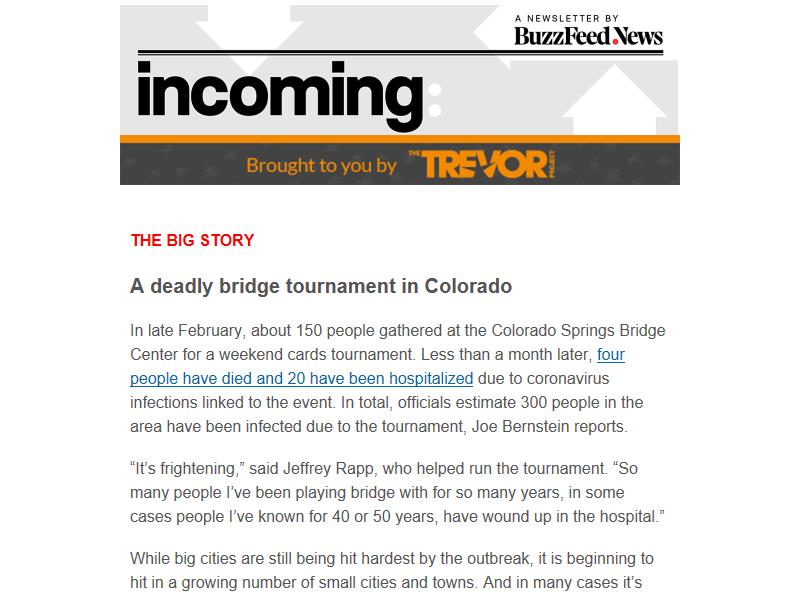 A NEWSLETTER BY
BuzzFeed.News
incoming:
Brought to you by THE TREVOR PROJECT
THE BIG STORY
A deadly bridge tournament in Colorado
In late February, about 150 people gathered at the Colorado Springs Bridge
Center for a weekend cards tournament. Less than a month later, four
people have died and 20 have been hospitalized due to coronavirus
infections linked to the event. In total, officials estimate 300 people in the
area have been infected due to the tournament, Joe Bernstein reports.
“It’s frightening,” said Jeffrey Rapp, who helped run the tournament. “So
many people I’ve been playing bridge with for so many years, in some
cases people I’ve known for 40 or 50 years, have wound up in the hospital.”
While big cities are still being hit hardest by the outbreak, it is beginning to
hit in a growing number of small cities and towns. And in many cases it’s